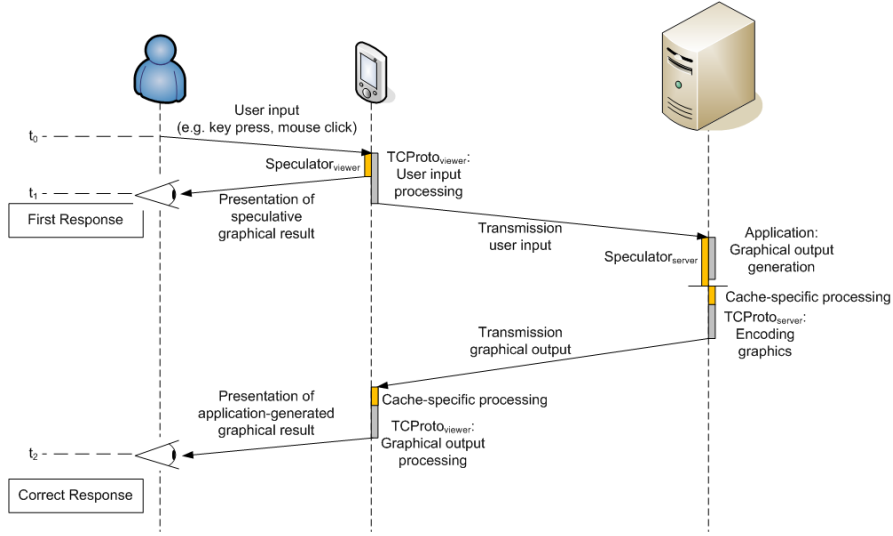 User input
(e.g. key press, mouse click)
t0
Speculatorviewer
TCProtoviewer:
User input
processing
t1
First Response
Presentation of
speculative
graphical result
Transmission
user input
Application:
Graphical output
generation
Speculatorserver
Cache-specific processing
TCProtoserver:
Encoding
graphics
Transmission
graphical output
Presentation of
application-generated
graphical result
Cache-specific processing
TCProtoviewer:
Graphical output
processing
t2
Correct Response